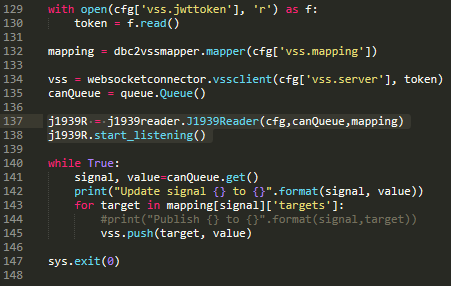 129 with open(cfg['vss.jwttoken'], 'r') as f:
130     token = f.read()
131
132 mapping = dbc2vssmapper.mapper(cfg['vss.mapping'])
133
134 vss = websocketconnector.vssclient(cfg['vss.server'], token)
135 canQueue = queue.Queue()
136
137 j1939R = j1939reader.J1939Reader(cfg,canQueue,mapping)
138 j1939R.start_listening()
139
140 while True:
141     signal, value=canQueue.get()
142     print("Update signal {} to {}".format(signal, value))
143     for target in mapping[signal]['targets']:
144         #print("Publish {} to {}".format(signal,target))
145         vss.push(target, value)
146
147 sys.exit(0)
148